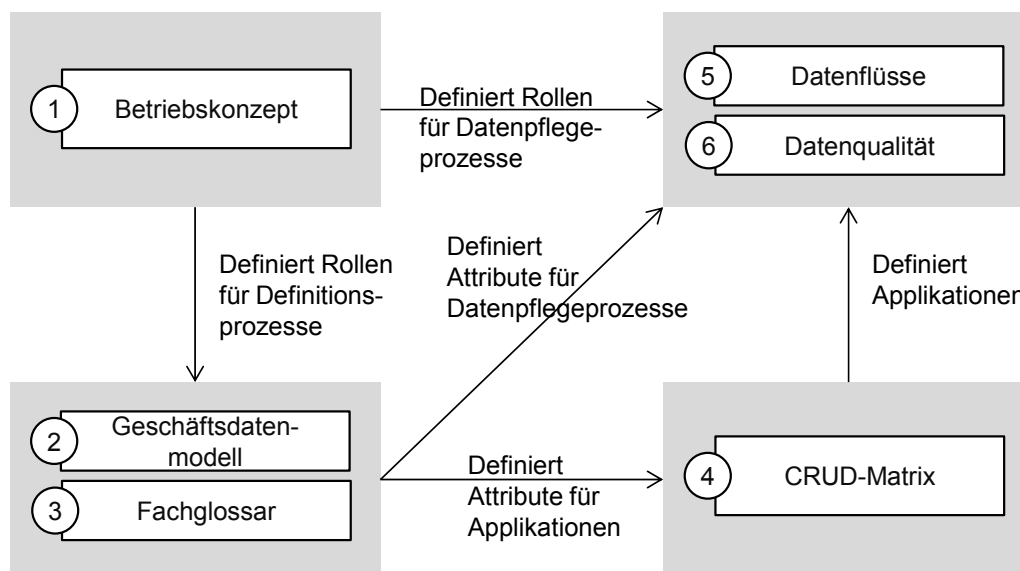 1
Betriebskonzept
Definiert Rollen
für Datenpflege-
prozesse
5
Datenflüsse
6
Datenqualität
Definiert Rollen
für Definitions-
prozesse
Definiert
Attribute für
Datenpflegeprozesse
Definiert
Applikationen
2
Geschäftsdaten-
modell
3
Fachglossar
Definiert
Attribute für
Applikationen
4
CRUD-Matrix